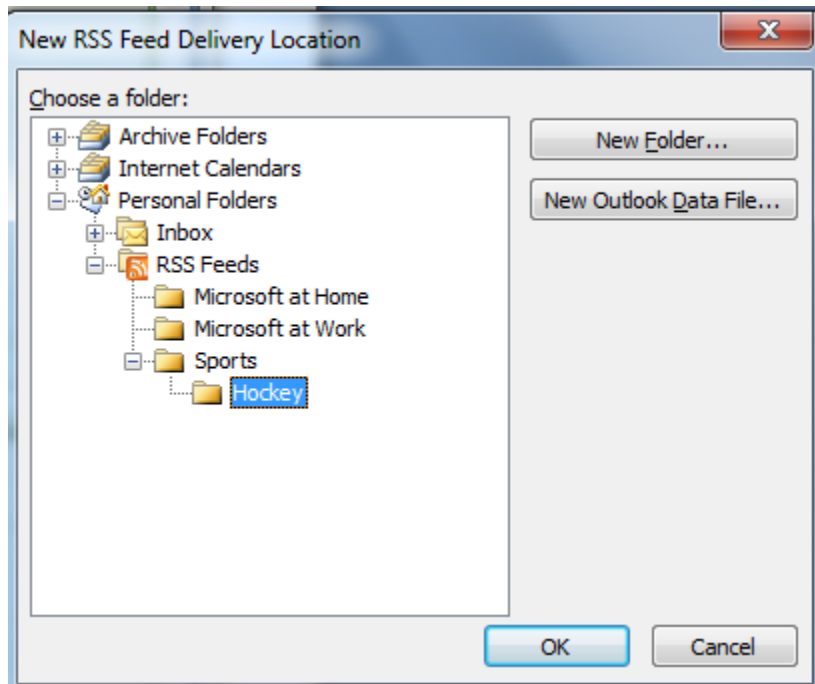 New RSS Feed Delivery Location
Choose a folder:
Archive Folders
Internet Calendars
Personal Folders
Inbox
RSS Feeds
Microsoft at Home
Microsoft at Work
Sports
Hockey
New Folder...
New Outlook Data File...
OK
Cancel